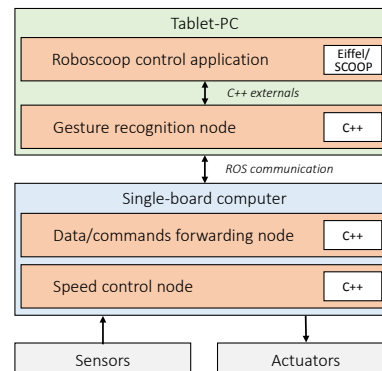 Tablet-PC
Roboscoop control application
Eiffel/
SCOOP
C++ externals
Gesture recognition node
C++
ROS communication
Single-board computer
Data/commands forwarding node
C++
Speed control node
C++
Sensors
Actuators